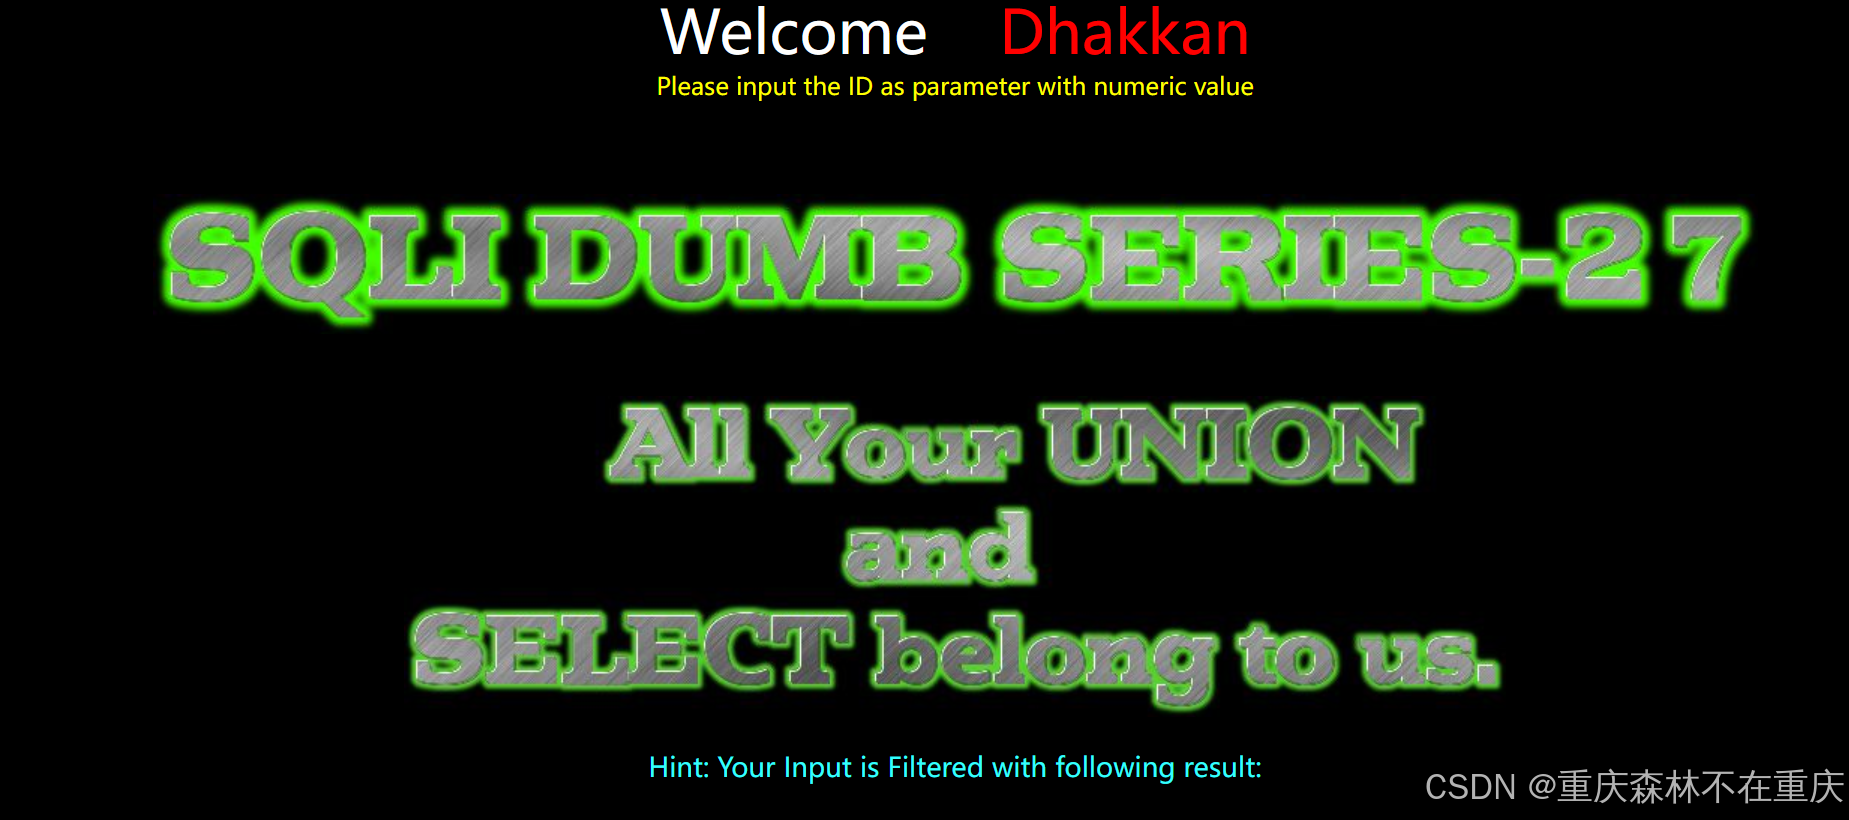 Welcome Dhakkan
Please input the ID as parameter with numeric value
SQLI DUMB SERIES-27
All Your UNION
and
SELECT belong to us.
Hint: Your Input is Filtered with following result:
CSDN @重庆森林不在重庆